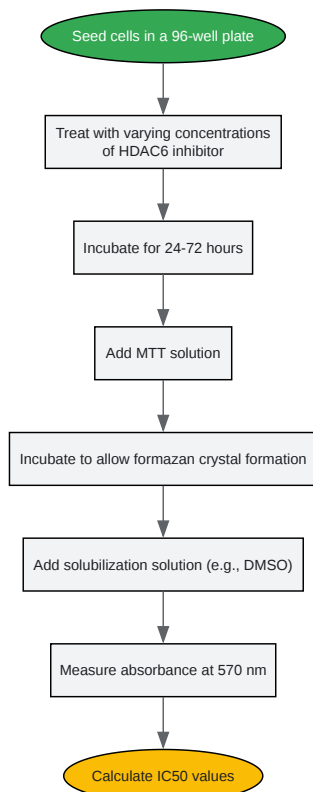 Seed cells in a 96-well plate
Treat with varying concentrations
of HDAC6 inhibitor
Incubate for 24-72 hours
Add MTT solution
Incubate to allow formazan crystal formation
Add solubilization solution (e.g., DMSO)
Measure absorbance at 570 nm
Calculate IC50 values